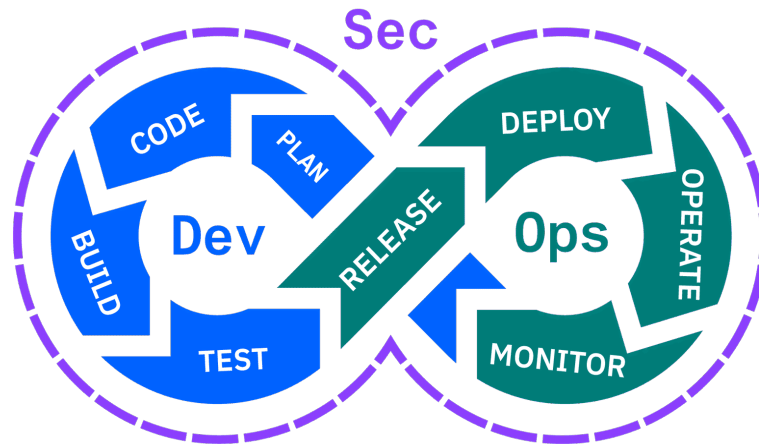 Sec
CODE
PLAN
DEPLOY
OPERATE
RELEASE
Dev
Ops
BUILD
TEST
MONITOR